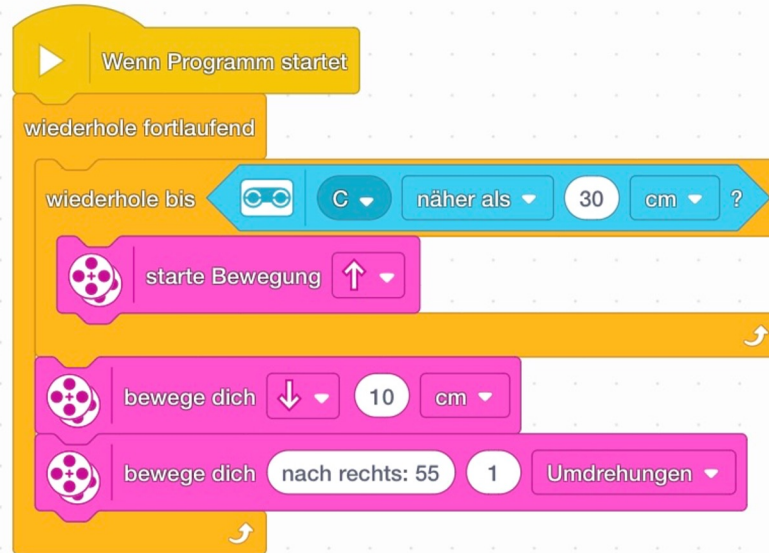 Wenn Programm startet
wiederhole fortlaufend
wiederhole bis C näher als 30 cm ?
starte Bewegung
bewege dich 10 cm
bewege dich nach rechts: 55 1 Umdrehungen